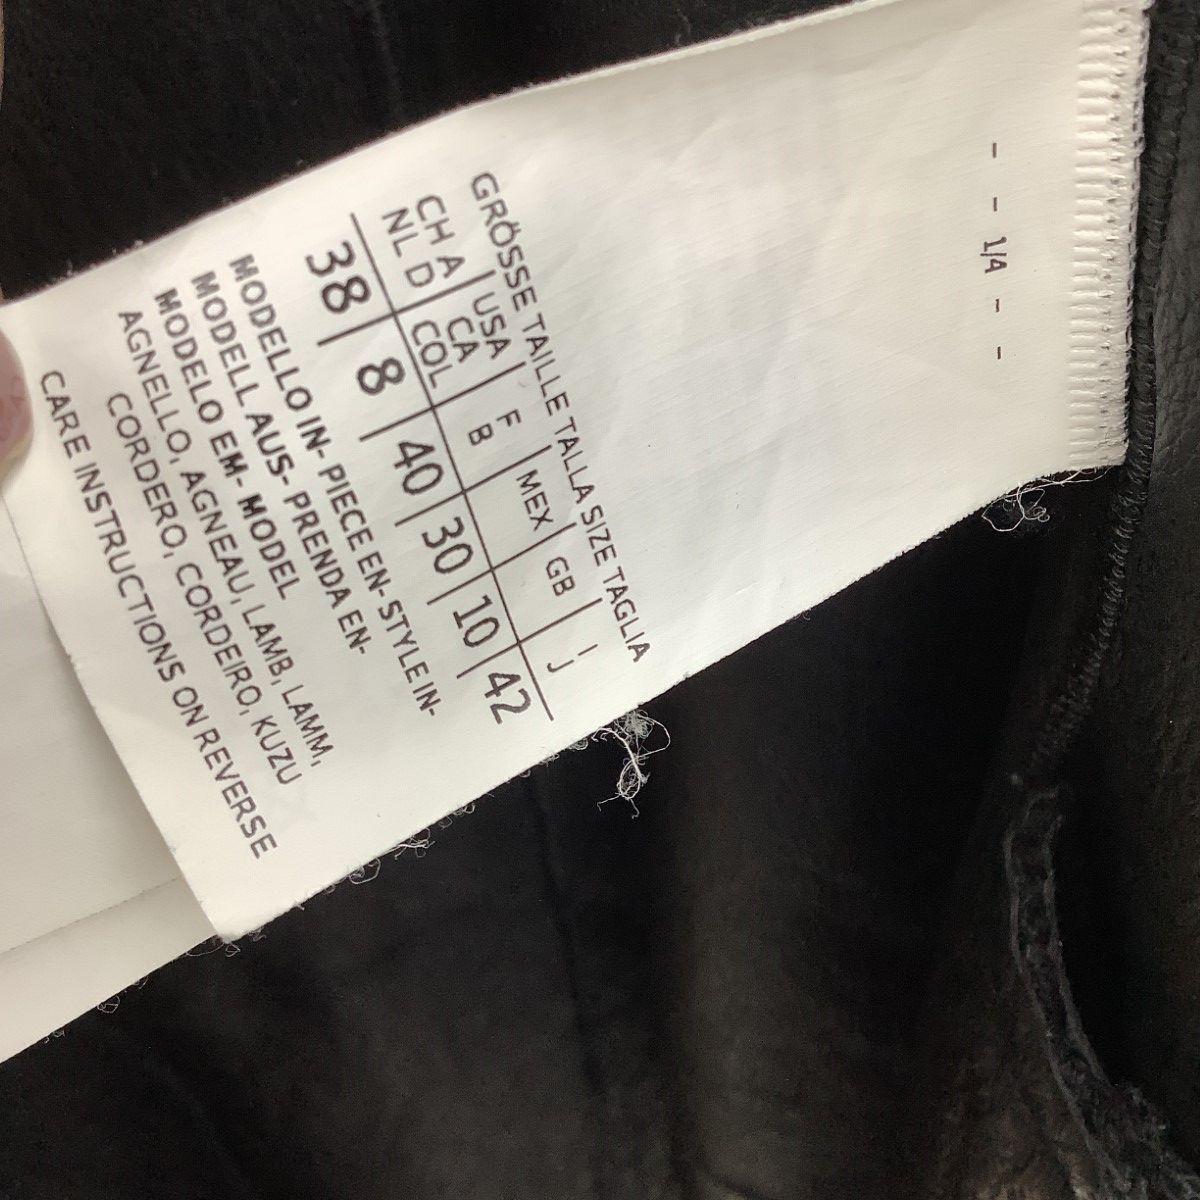 - - 1/4 - -
GRÖSSE TAILLE TALLA SIZE TAGLIA
CH A | USA | F | MEX | GB | I
NL D | CA COL | B | J
38 | 8 | 40 | 30 | 10 | 42
MODELLO IN- PIECE EN- STYLE IN-
MODELL AUS- PRENDA EN-
MODELO EM- MODEL
AGNELLO, AGNEAU, LAMB, LAMM,
CORDERO, CORDEIRO, KUZU
CARE INSTRUCTIONS ON REVERSE